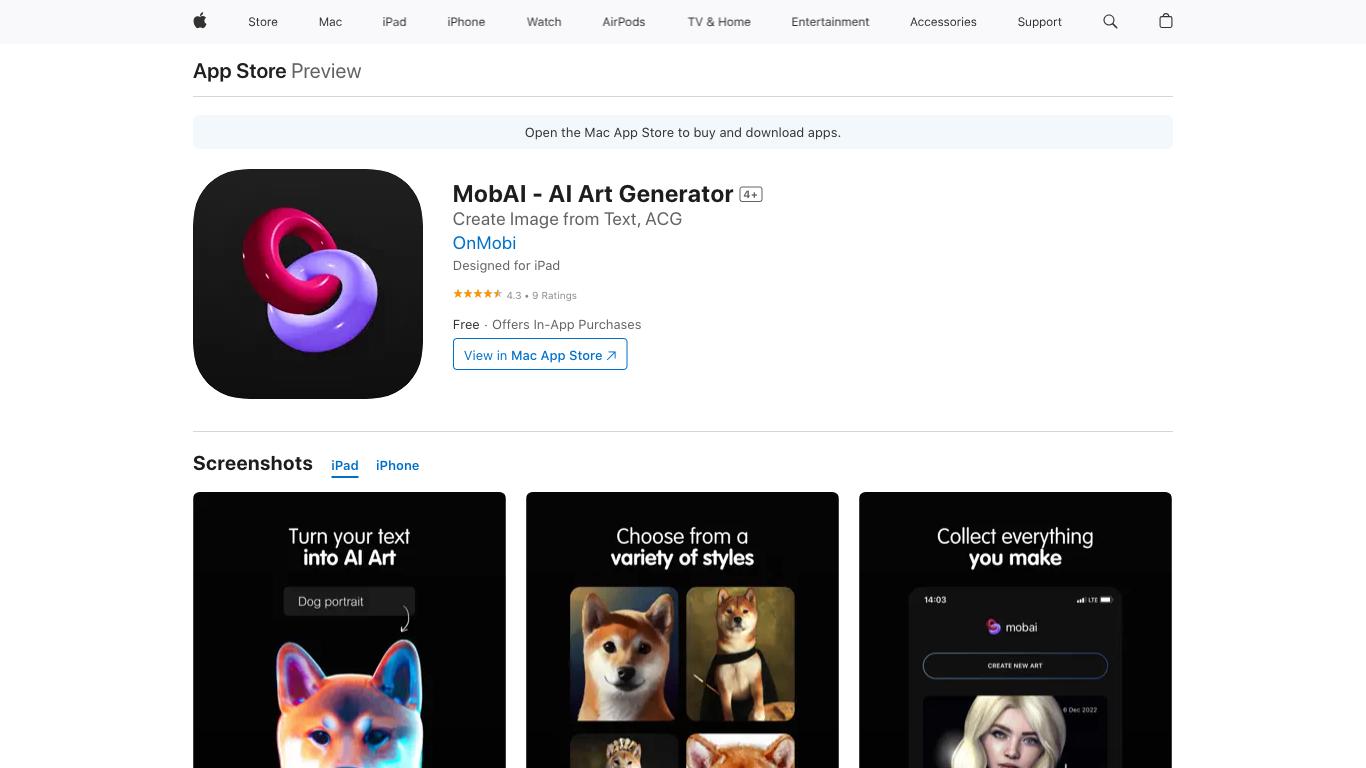 Store Mac iPad iPhone Watch AirPods TV & Home Entertainment Accessories Support
App Store Preview
Open the Mac App Store to buy and download apps.
MobAI - AI Art Generator 4+
Create Image from Text, ACG
OnMobi
Designed for iPad
4.3 • 9 Ratings
Free · Offers In-App Purchases
View in Mac App Store ↗
Screenshots iPad iPhone
Turn your text
into AI Art
Dog portrait
Choose from a
variety of styles
Collect everything
you make
14:03 LTE
mobai
CREATE NEW ART
6 Dec 2022